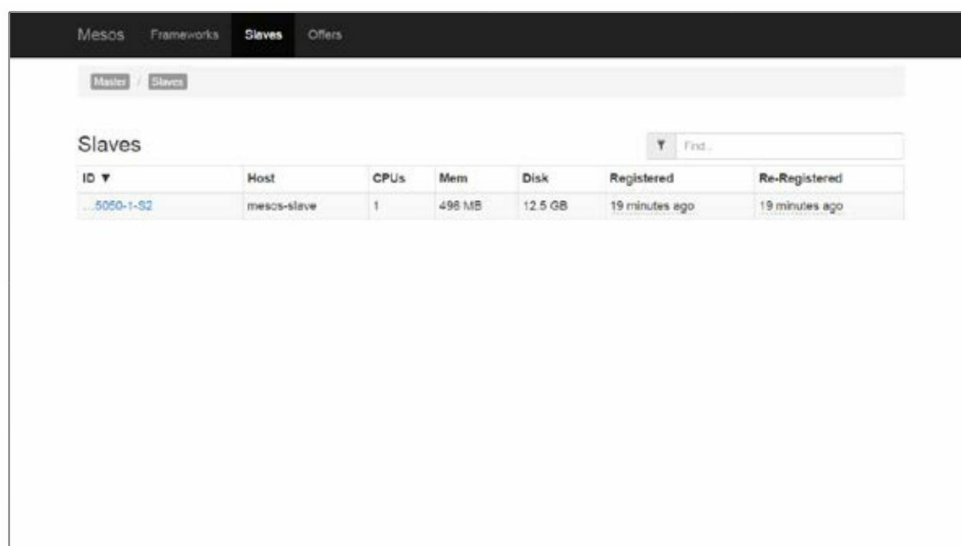 Mesos Frameworks Slaves Offers
Master / Slaves
Slaves
Find...
ID ▼ Host CPUs Mem Disk Registered Re-Registered
...5050-1-S2 mesos-slave 1 496 MB 12.5 GB 19 minutes ago 19 minutes ago